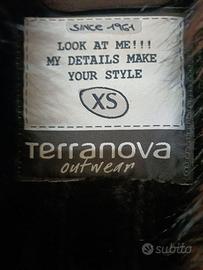 SINCE 1961
LOOK AT ME!!!
MY DETAILS MAKE
YOUR STYLE
XS
Terranova
outwear
subito